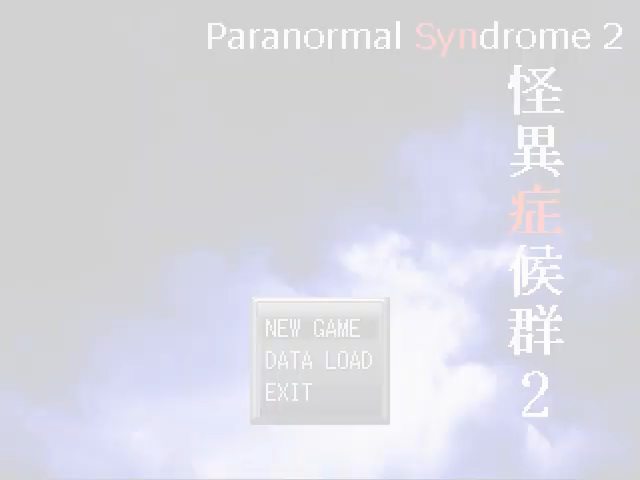 Paranormal Syndrome 2
怪異症候群2
NEW GAME
DATA LOAD
EXIT